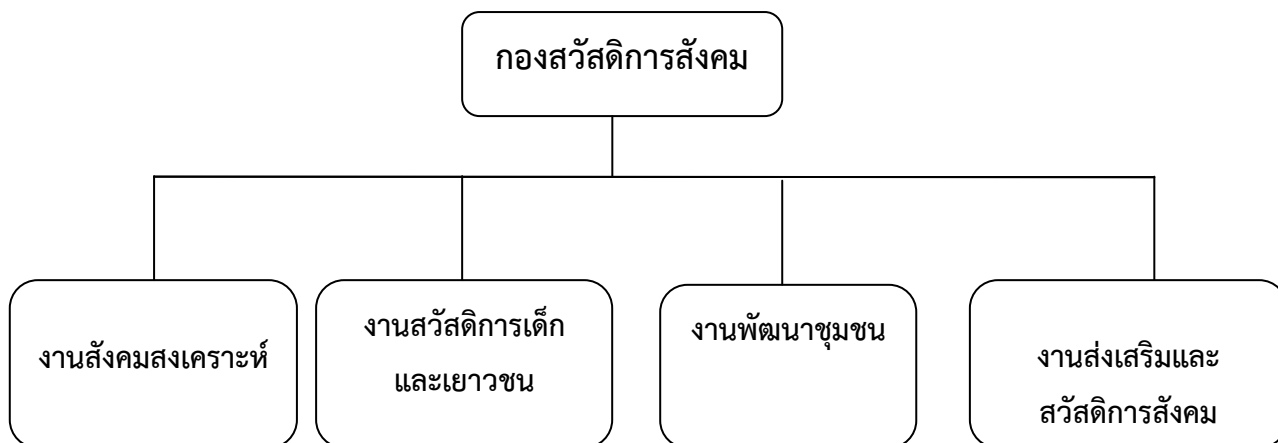 กองสวัสดิการสังคม
งานสังคมสงเคราะห์
งานสวัสดิการเด็ก
และเยาวชน
งานพัฒนาชุมชน
งานส่งเสริมและ
สวัสดิการสังคม